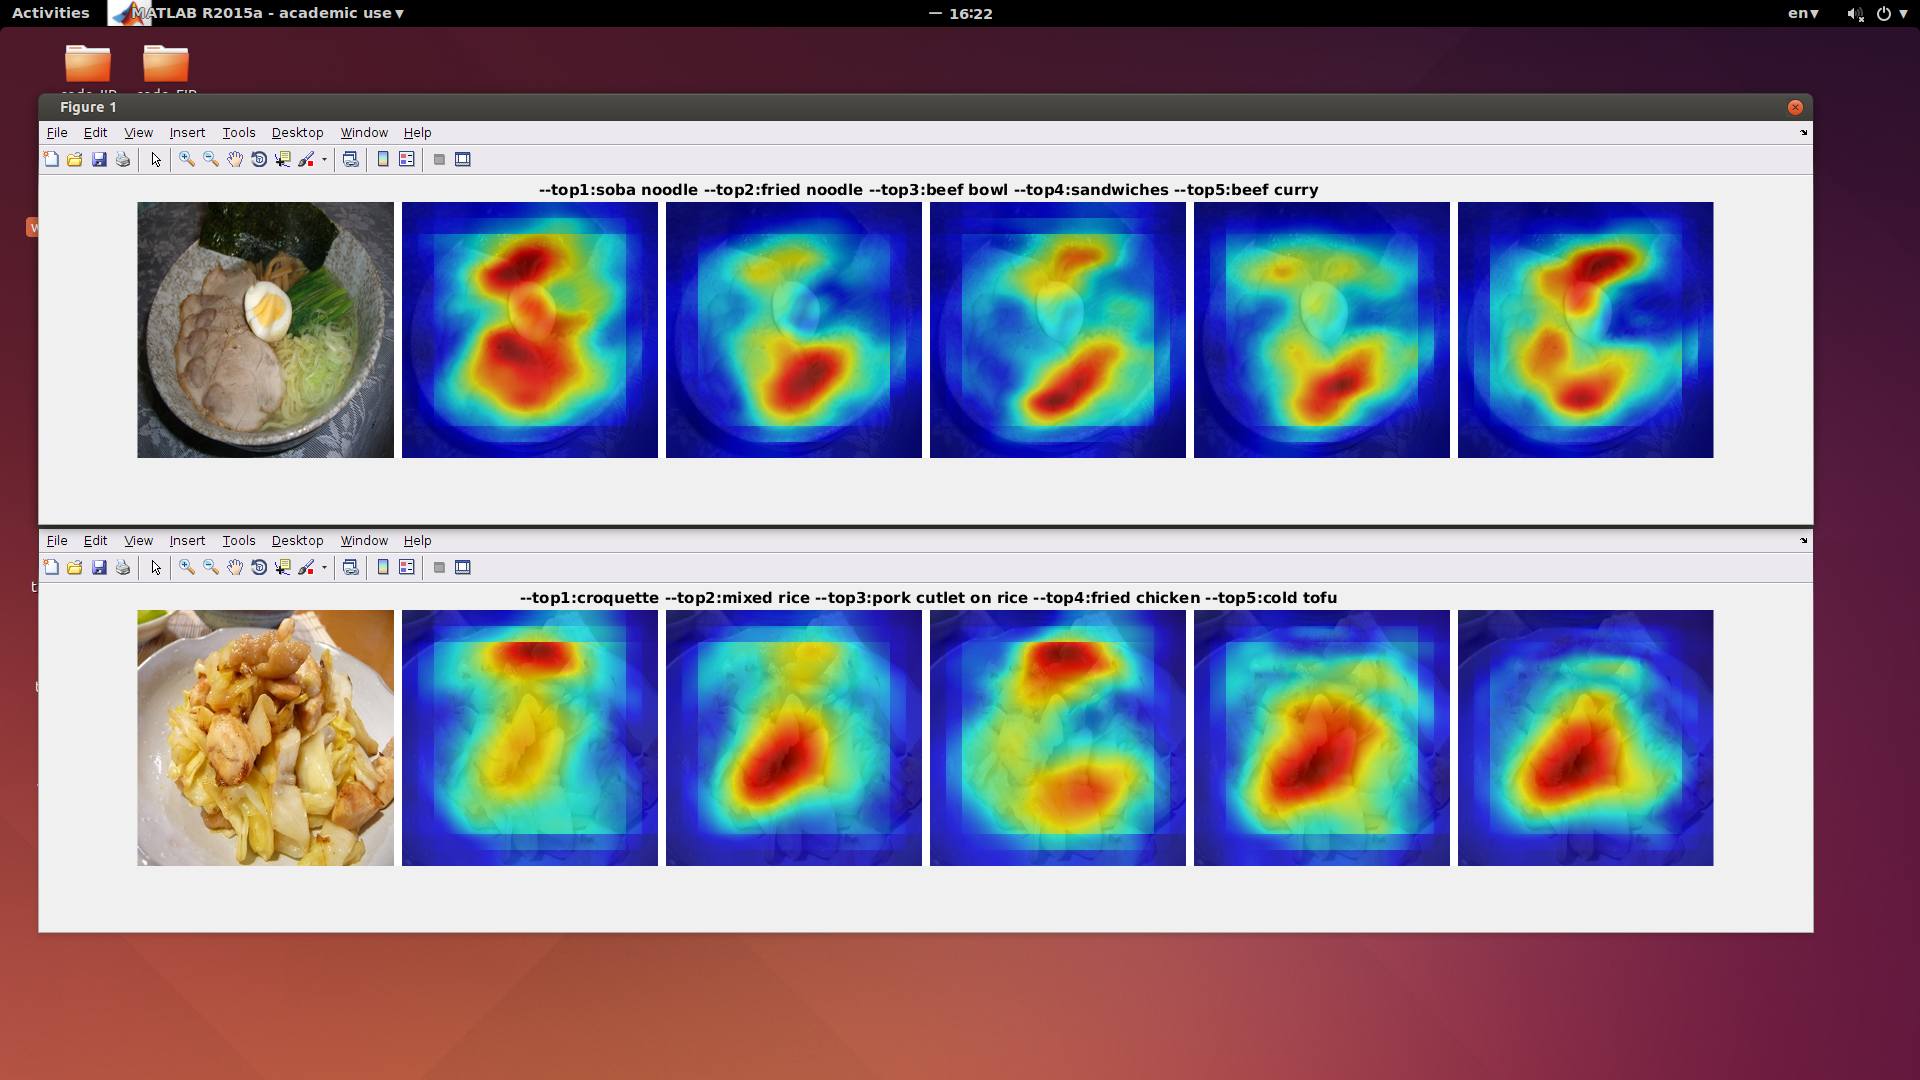 Activities MATLAB R2015a - academic use 16:22 en
Figure 1
File Edit View Insert Tools Desktop Window Help
--top1:soba noodle --top2:fried noodle --top3:beef bowl --top4:sandwiches --top5:beef curry
File Edit View Insert Tools Desktop Window Help
--top1:croquette --top2:mixed rice --top3:pork cutlet on rice --top4:fried chicken --top5:cold tofu